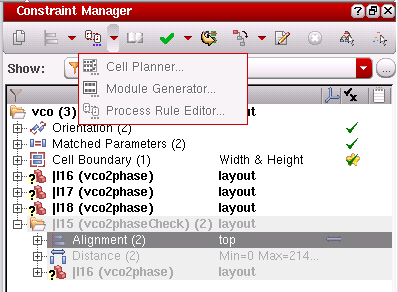 Constraint Manager
Show:
Cell Planner...
Module Generator...
Process Rule Editor...
vco (3)
Orientation (2)
Matched Parameters (2)
Cell Boundary (1) Width & Height
|I16 (vco2phase) layout
|I17 (vco2phase) layout
|I18 (vco2phase) layout
|I15 (vco2phaseCheck) (2) layout
Alignment (2) top
Distance (2) Min=0 Max=214...
|I16 (vco2phase) layout